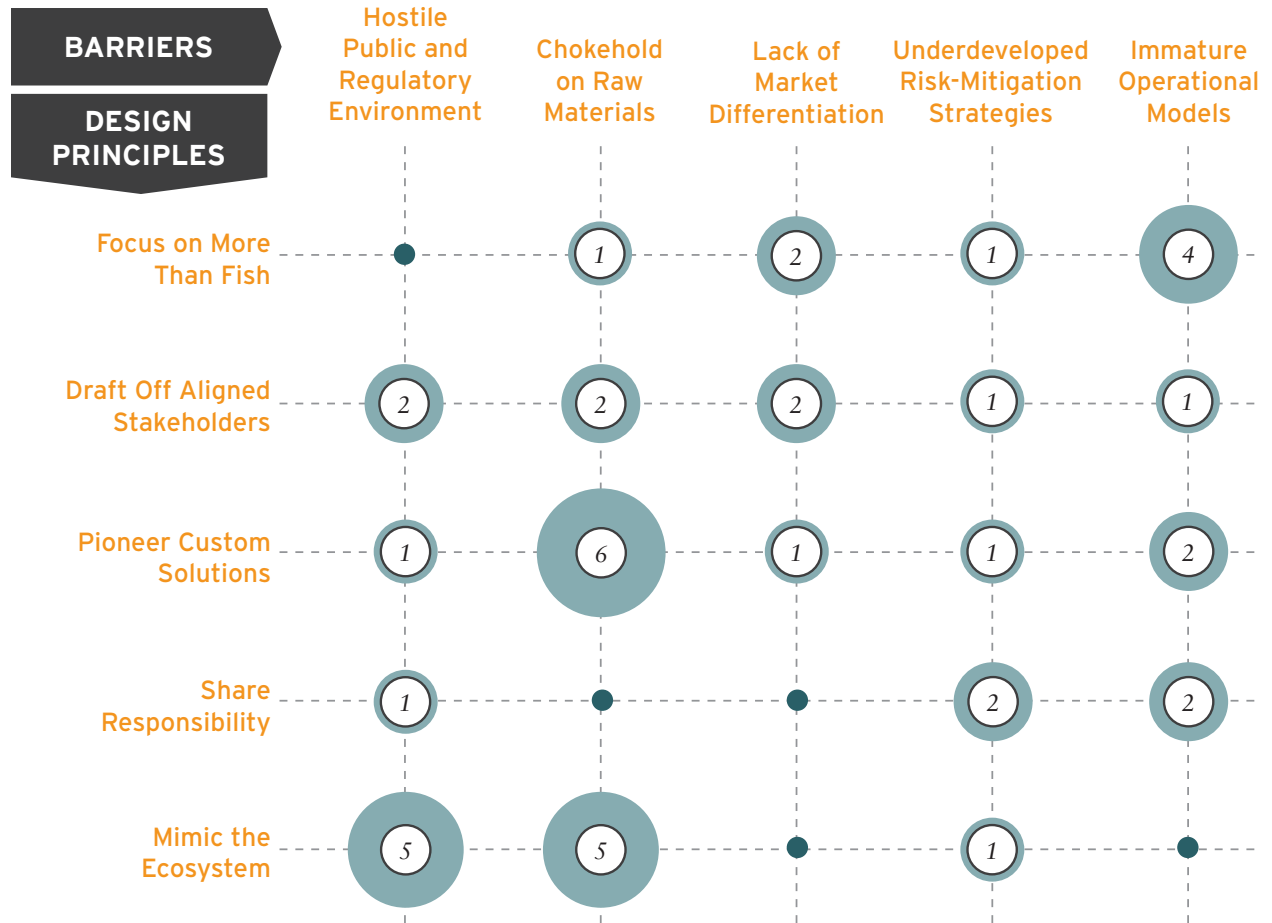 BARRIERS
DESIGN
PRINCIPLES
Hostile
Public and
Regulatory
Environment
Chokehold
on Raw
Materials
Lack of
Market
Differentiation
Underdeveloped
Risk-Mitigation
Strategies
Immature
Operational
Models
Focus on More
Than Fish
1
2
1
4
Draft Off Aligned
Stakeholders
2
2
2
1
1
Pioneer Custom
Solutions
1
6
1
1
2
Share
Responsibility
1
2
2
Mimic the
Ecosystem
5
5
1